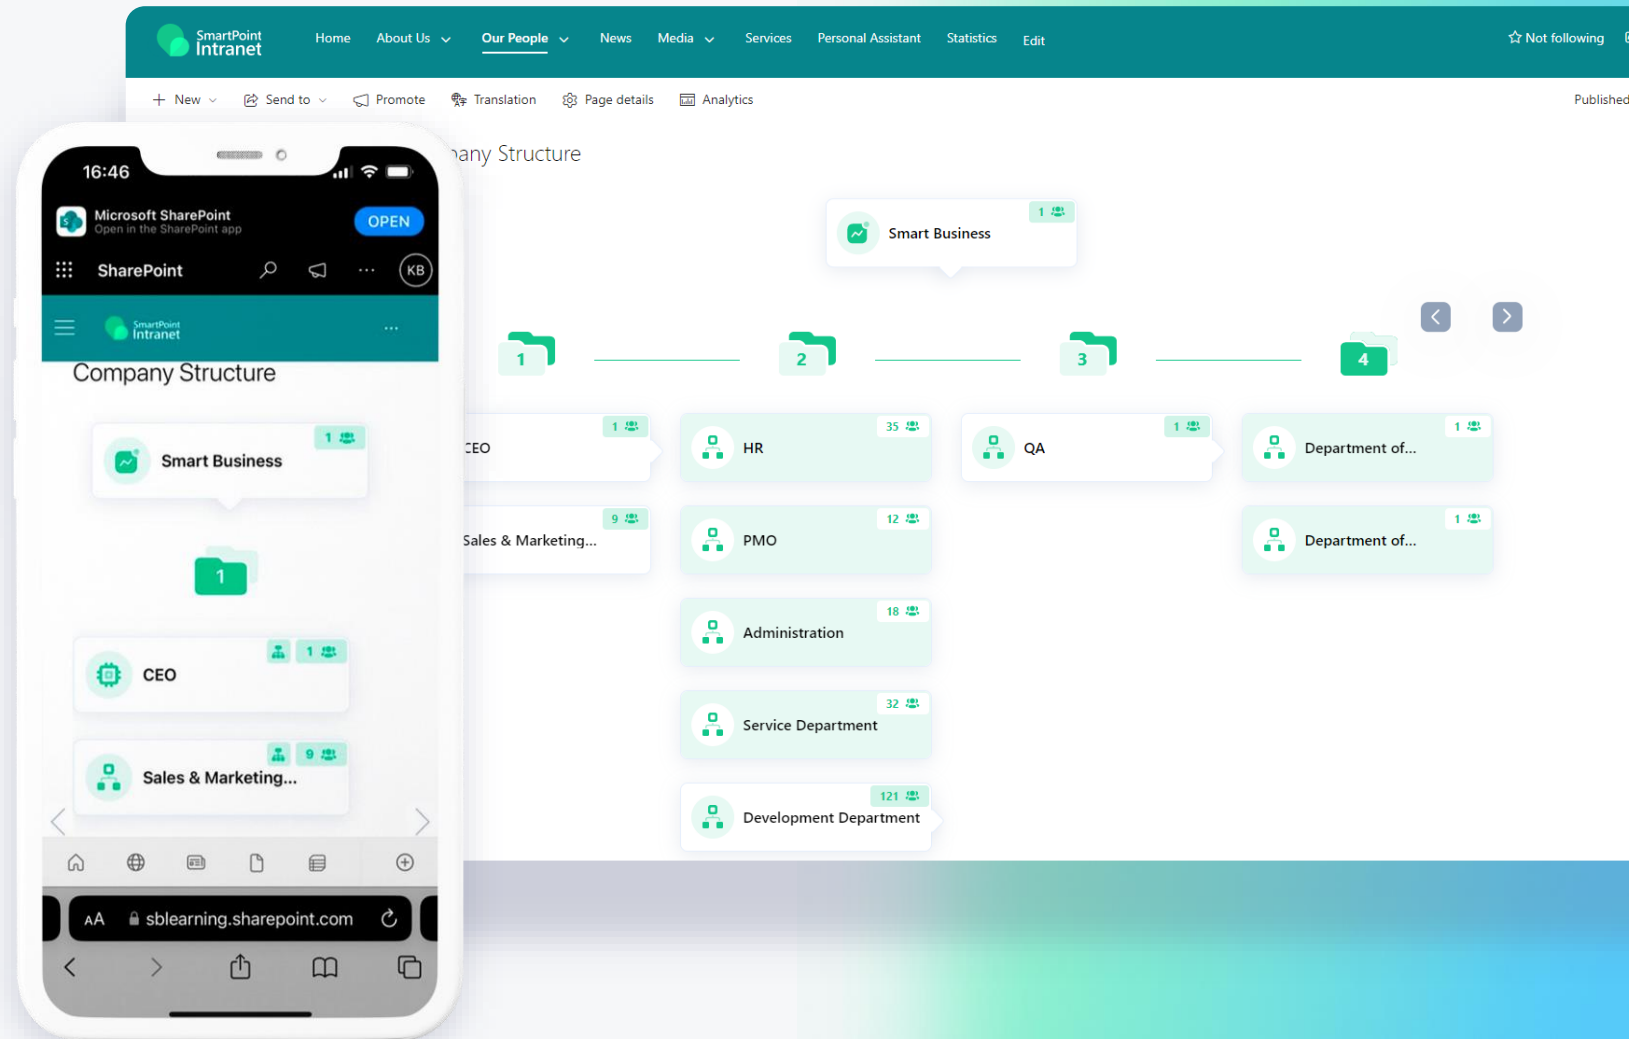 SmartPoint
Intranet
Home
About Us
Our People
News
Media
Services
Personal Assistant
Statistics
Edit
Not following
New
Send to
Promote
Translation
Page details
Analytics
Published
Structure
Smart Business
1
1
2
3
4
CEO
1
Sales & Marketing...
9
HR
35
PMO
12
Administration
18
Service Department
32
Development Department
121
QA
1
Department of...
1
Department of...
1
16:46
Microsoft SharePoint
Open in the SharePoint app
OPEN
SharePoint
KB
SmartPoint
Intranet
Company Structure
Smart Business
1
1
CEO
1
Sales & Marketing...
9
AA
sblearning.sharepoint.com